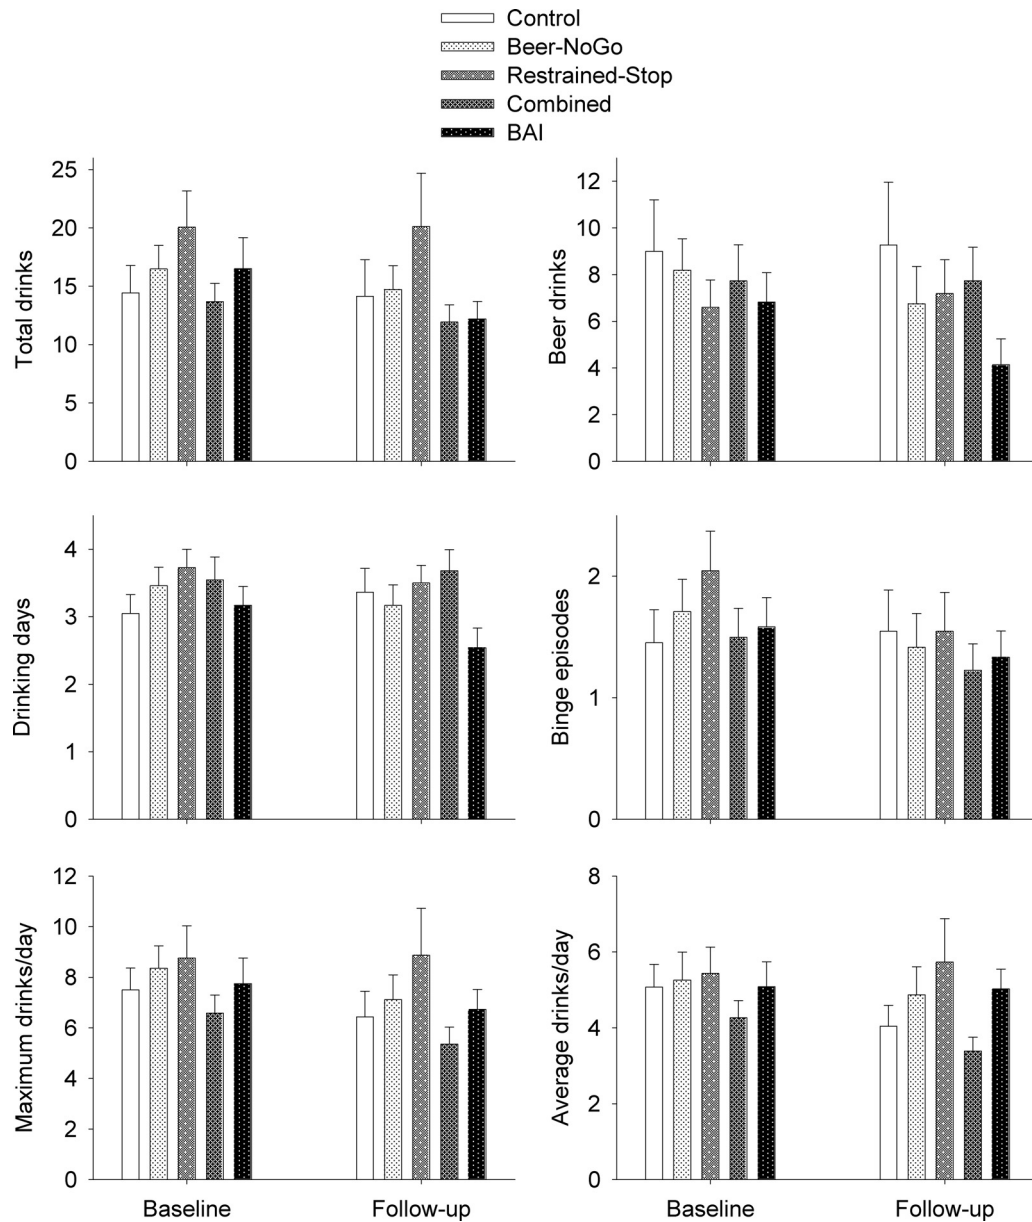 Control
Beer-NoGo
Restrained-Stop
Combined
BAI
Total drinks
25
20
15
10
5
0
Beer drinks
12
10
8
6
4
2
0
Drinking days
4
3
2
1
0
Binge episodes
2
1
0
Maximum drinks/day
12
10
8
6
4
2
0
Baseline
Follow-up
Average drinks/day
8
6
4
2
0
Baseline
Follow-up